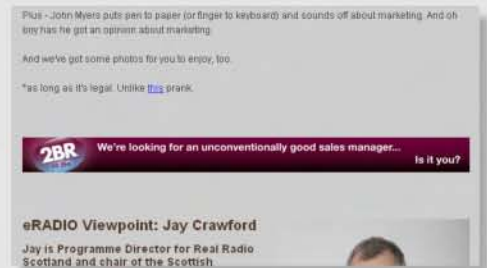 Plus - John Myers puts pen to paper (or finger to keyboard) and sounds off about marketing. And oh
boy has he got an opinion about marketing.
And we've got some photos for you to enjoy, too.
*as long as it's legal. Unlike this prank.
2BR
We're looking for an unconventionally good sales manager...
Is it you?
eRADIO Viewpoint: Jay Crawford
Jay is Programme Director for Real Radio
Scotland and chair of the Scottish